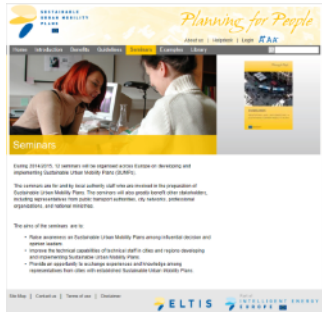 SUSTAINABLE
URBAN MOBILITY
PLANS
Planning for People
About us | Helpdesk | Login A A A
Home Introduction Benefits Guidelines Seminars Examples Library
Seminars
During 2014/2015, 12 seminars will be organised across Europe on developing and
implementing Sustainable Urban Mobility Plans (SUMPs).
The seminars are for and by local authority staff who are involved in the preparation of
Sustainable Urban Mobility Plans. The seminars will also greatly benefit other stakeholders,
including representatives from public transport authorities, city networks, professional
organizations, and national ministries.
The aims of the seminars are to:
Raise awareness on Sustainable Urban Mobility Plans among influential decision and
opinion leaders
Improve the technical capabilities of technical staff in cities and regions developing
and implementing Sustainable Urban Mobility Plans
Provide an opportunity to exchange experiences and knowledge among
representatives from cities with established Sustainable Urban Mobility Plans.
Site Map | Contact us | Terms of use | Disclaimer
ELTIS
INTELLIGENT ENERGY
EUROPE